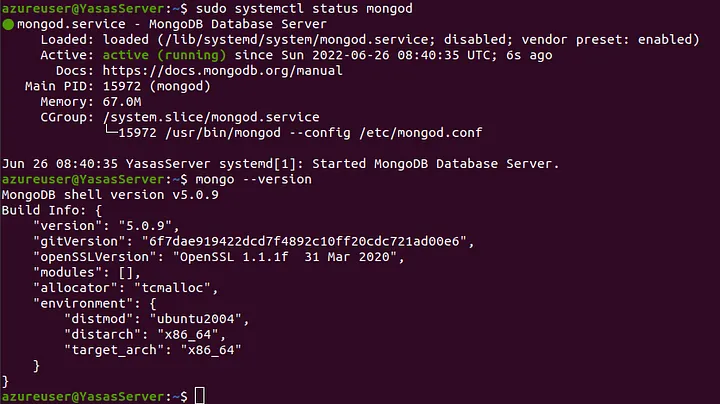 azureuser@YasasServer:~$ sudo systemctl status mongod
● mongod.service - MongoDB Database Server
     Loaded: loaded (/lib/systemd/system/mongod.service; disabled; vendor preset: enabled)
     Active: active (running) since Sun 2022-06-26 08:40:35 UTC; 6s ago
       Docs: https://docs.mongodb.org/manual
   Main PID: 15972 (mongod)
     Memory: 67.0M
     CGroup: /system.slice/mongod.service
             └─15972 /usr/bin/mongod --config /etc/mongod.conf

Jun 26 08:40:35 YasasServer systemd[1]: Started MongoDB Database Server.
azureuser@YasasServer:~$ mongo --version
MongoDB shell version v5.0.9
Build Info: {
    "version": "5.0.9",
    "gitVersion": "6f7dae919422dcd7f4892c10ff20cdc721ad00e6",
    "openSSLVersion": "OpenSSL 1.1.1f  31 Mar 2020",
    "modules": [],
    "allocator": "tcmalloc",
    "environment": {
        "distmod": "ubuntu2004",
        "distarch": "x86_64",
        "target_arch": "x86_64"
    }
}
azureuser@YasasServer:~$